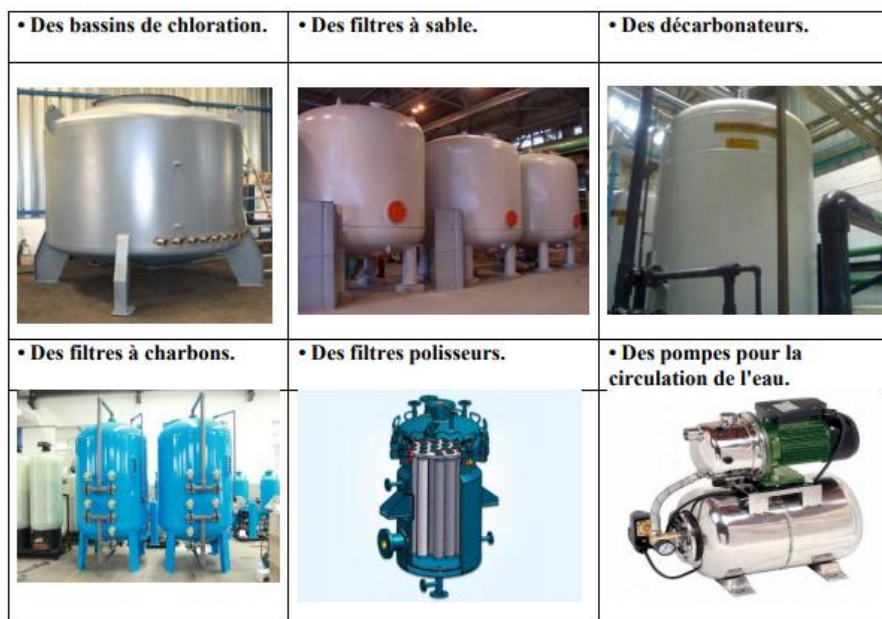 • Des bassins de chloration.
• Des filtres à sable.
• Des décarbonateurs.
• Des filtres à charbons.
• Des filtres polisseurs.
• Des pompes pour la
circulation de l'eau.